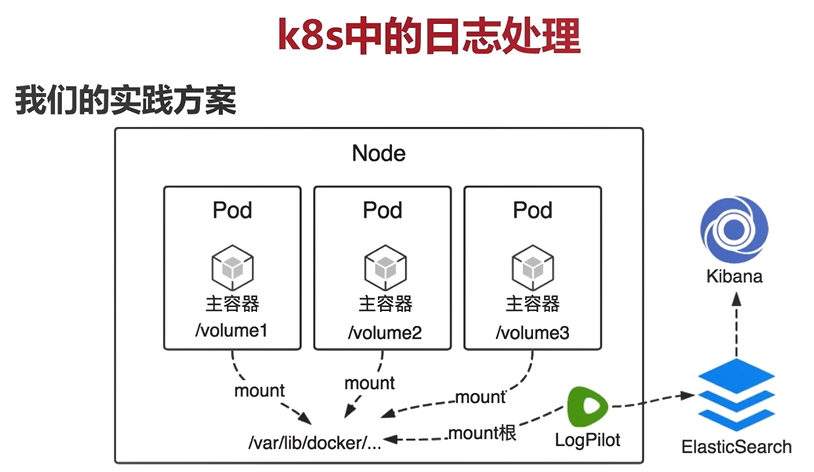 k8s中的日志处理
我们的实践方案
Node
Pod
Pod
Pod
主容器
主容器
主容器
/volume1
/volume2
/volume3
Kibana
mount
mount
mount
/var/lib/docker/...
mount根
LogPilot
ElasticSearch